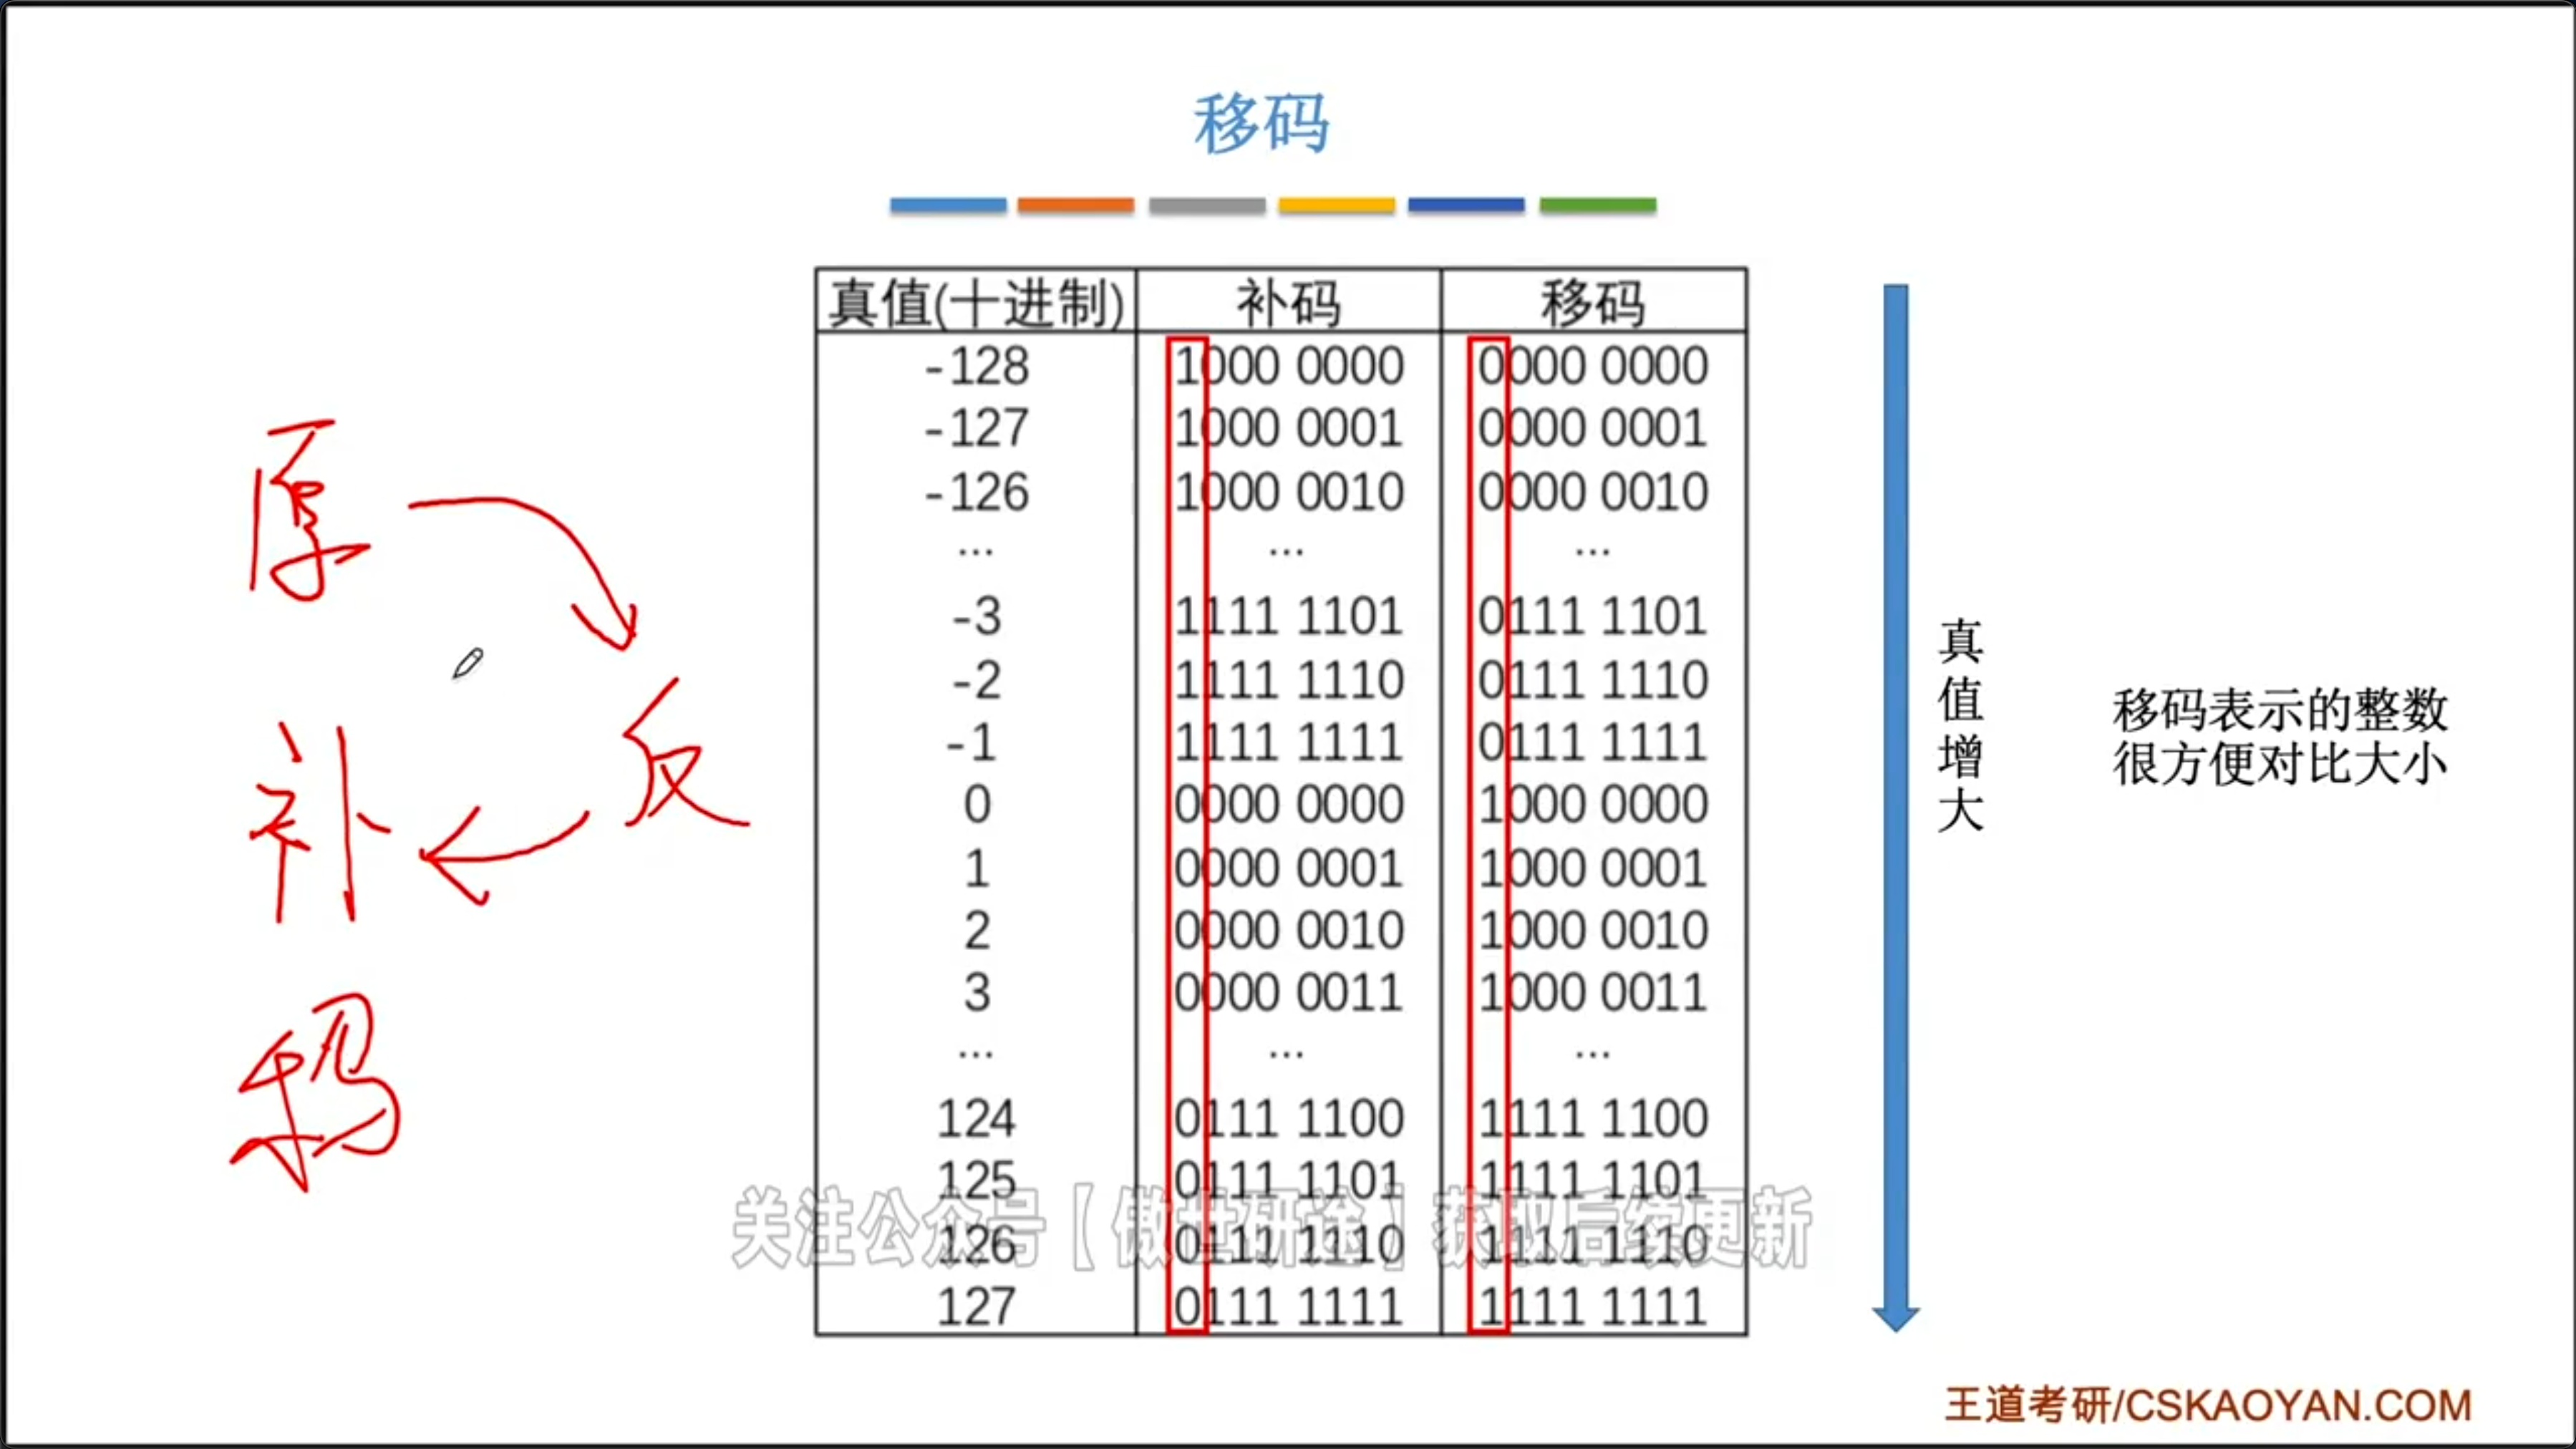 移码
真值(十进制) 补码 移码
-128 1000 0000 0000 0000
-127 1000 0001 0000 0001
-126 1000 0010 0000 0010
... ... ...
-3 1111 1101 0111 1101
-2 1111 1110 0111 1110
-1 1111 1111 0111 1111
0 0000 0000 1000 0000
1 0000 0001 1000 0001
2 0000 0010 1000 0010
3 0000 0011 1000 0011
... ... ...
124 0111 1100 1111 1100
125 0111 1101 1111 1101
126 0111 1110 1111 1110
127 0111 1111 1111 1111
原
反
补
移
真值增大
移码表示的整数
很方便对比大小
关注公众号【傲世研途】获取后续更新
王道考研/CSKAOYAN.COM